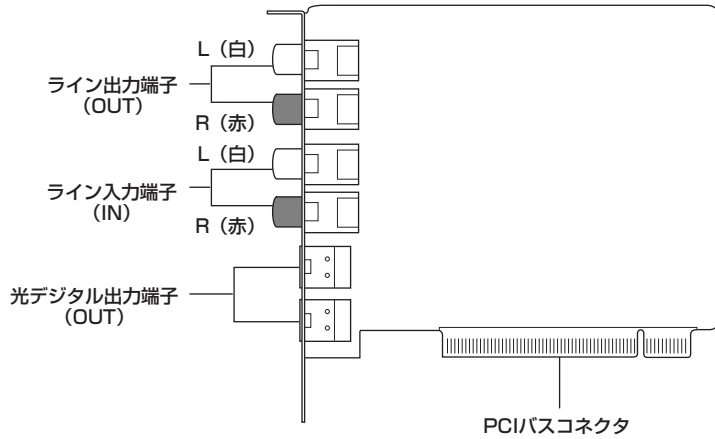 L（白）
ライン出力端子
（OUT）
R（赤）
L（白）
ライン入力端子
（IN）
R（赤）
光デジタル出力端子
（OUT）
PCIバスコネクタ